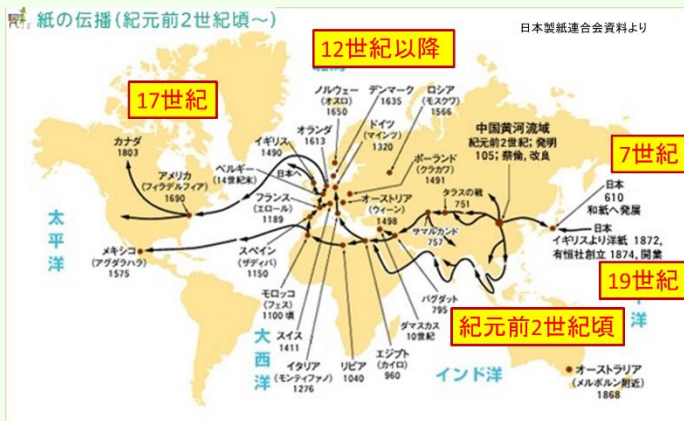 紙の伝播(紀元前2世紀頃～)
日本製紙連合会資料より
12世紀以降
17世紀
7世紀
19世紀
紀元前2世紀頃
ノルウェー
(オスロ)
1650
デンマーク
1635
ロシア
(モスクワ)
1566
オランダ
1613
ドイツ
(マインツ)
1320
イギリス
1490
カナダ
1803
アメリカ
(フィラデルフィア)
1690
ベルギー
(14世紀末)
日本へ
フランス
(エロール)
1189
ポーランド
(クラカワ)
1491
オーストリア
(ウィーン)
1498
中国黄河流域
紀元前2世紀;発明
105;蔡倫,改良
タラスの戦
751
サマルカンド
757
日本
610
和紙へ発展
日本
イギリスより洋紙 1872,
有恒社創立 1874,開業
メキシコ
(アグダラハラ)
1575
スペイン
(ザディバ)
1150
モロッコ
(フェス)
1100頃
スイス
1411
イタリア
(モンティファノ)
1276
リビア
1040
エジプト
(カイロ)
960
ダマスカス
10世紀
バグダット
795
オーストラリア
(メルボルン附近)
1868
太平洋
大西洋
インド洋
洋